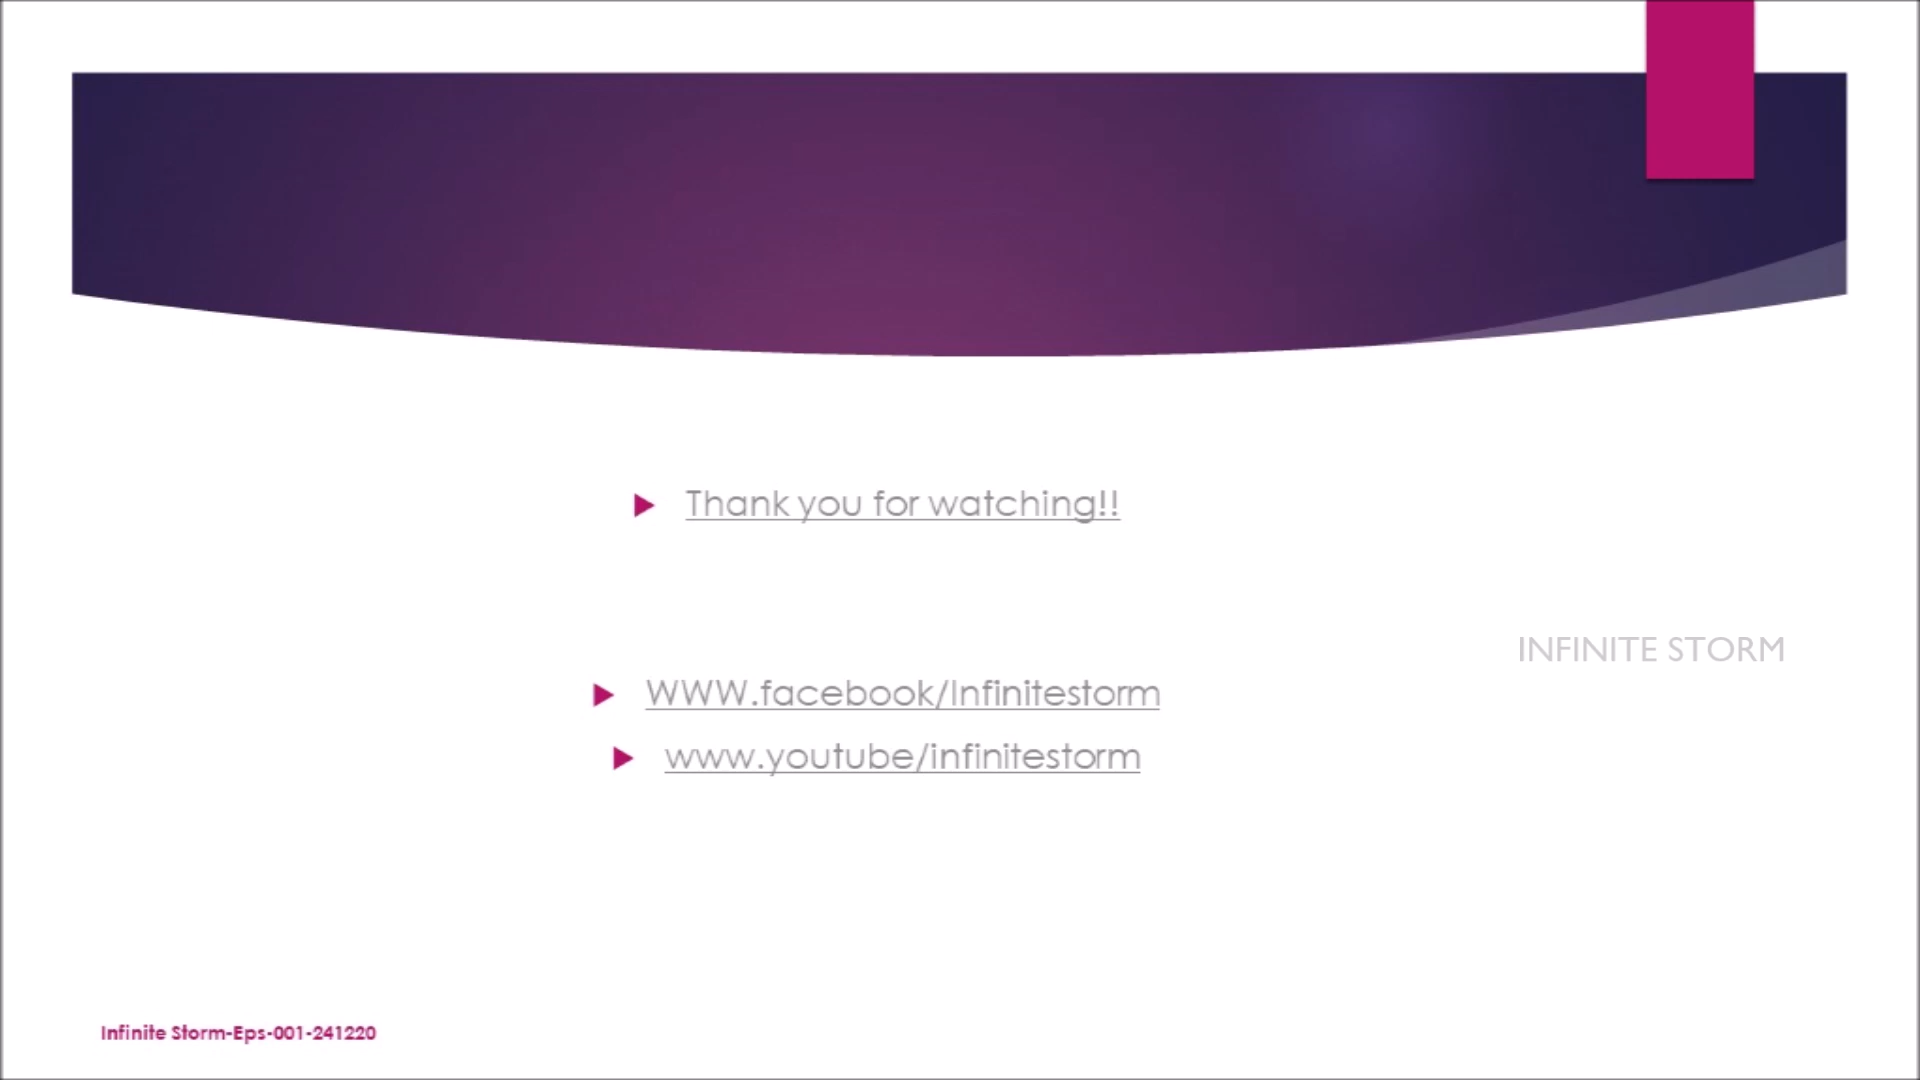 Thank you for watching!!
INFINITE STORM
WWW.facebook/Infinitestorm
www.youtube/infinitestorm
Infinite Storm-Eps-001-241220